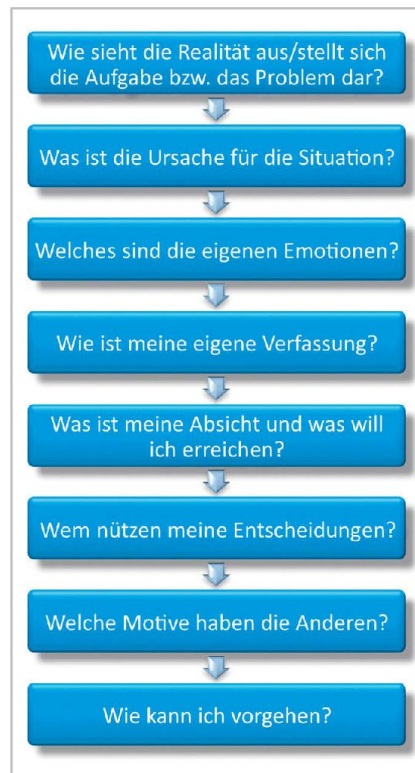 Wie sieht die Realität aus/stellt sich
die Aufgabe bzw. das Problem dar?
Was ist die Ursache für die Situation?
Welches sind die eigenen Emotionen?
Wie ist meine eigene Verfassung?
Was ist meine Absicht und was will
ich erreichen?
Wem nützen meine Entscheidungen?
Welche Motive haben die Anderen?
Wie kann ich vorgehen?